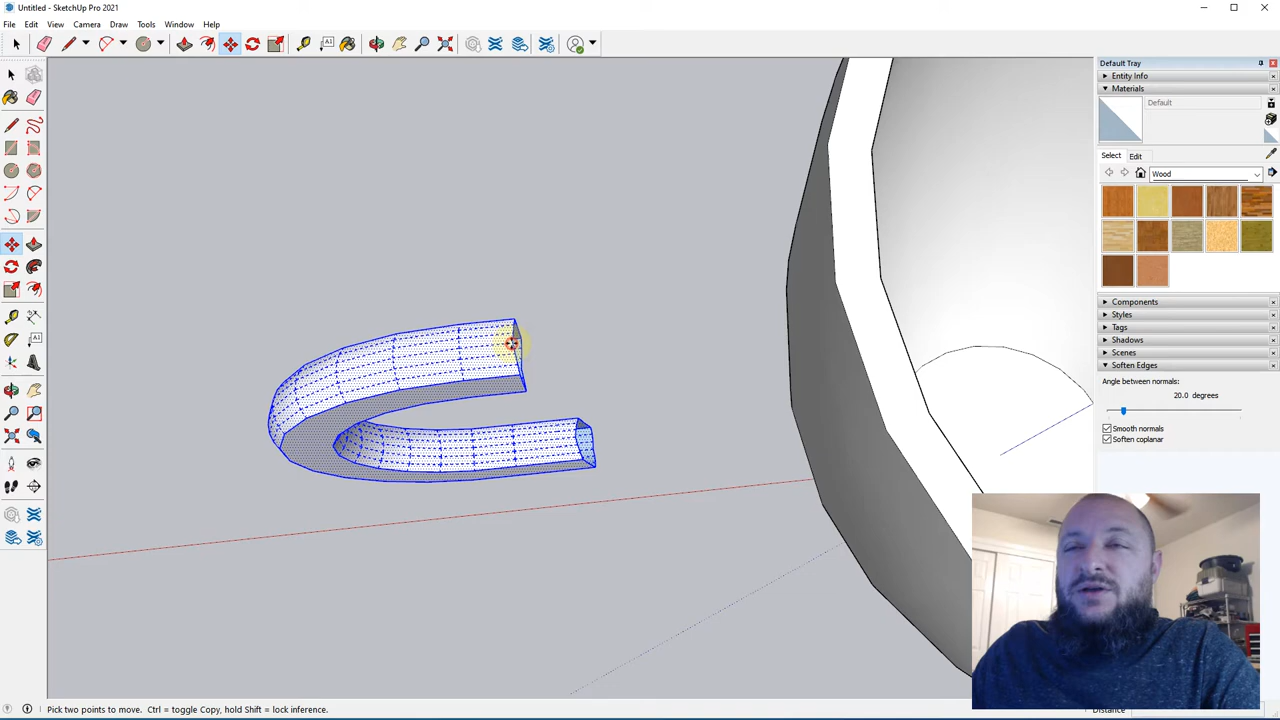 Untitled - SketchUp Pro 2021
File Edit View Camera Draw Tools Window Help
Default Tray
Entity Info
Materials
Default
Select Edit
Wood
Components
Styles
Tags
Shadows
Scenes
Soften Edges
Angle between normals:
20.0 degrees
Smooth normals
Soften coplanar
Pick two points to move. Ctrl = toggle Copy, hold Shift = lock inference.
Distance